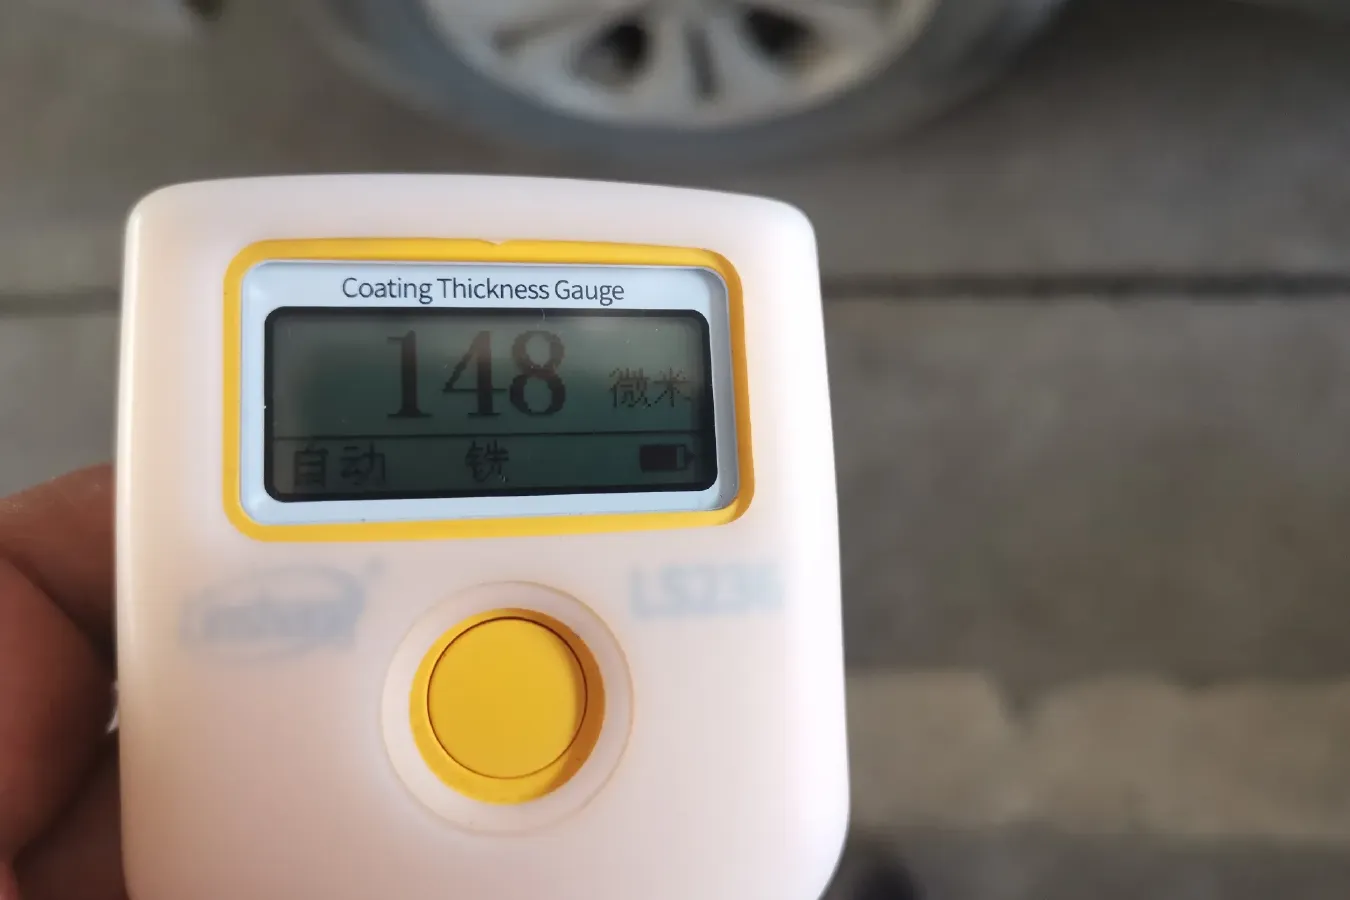 Coating Thickness Gauge
148 微米
自动 铁